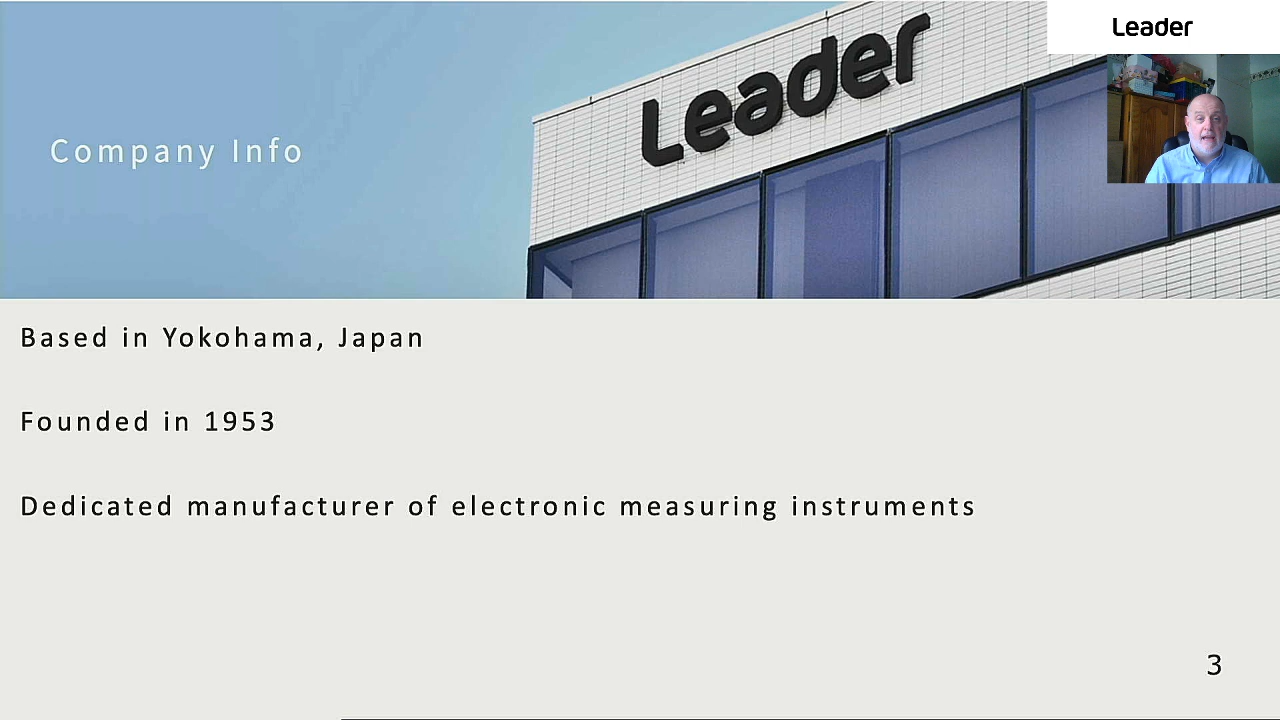 Leader
Leader
Company Info
Based in Yokohama, Japan
Founded in 1953
Dedicated manufacturer of electronic measuring instruments
3